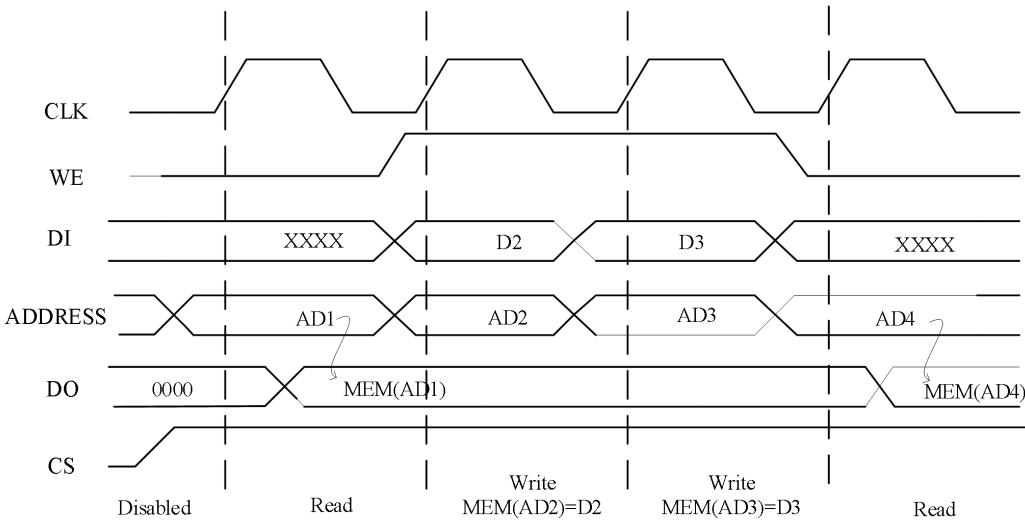 CLK
WE
DI XXXX D2 D3 XXXX
ADDRESS AD1 AD2 AD3 AD4
DO 0000 MEM(AD1) MEM(AD4)
CS
Disabled Read Write Write Read
MEM(AD2)=D2 MEM(AD3)=D3